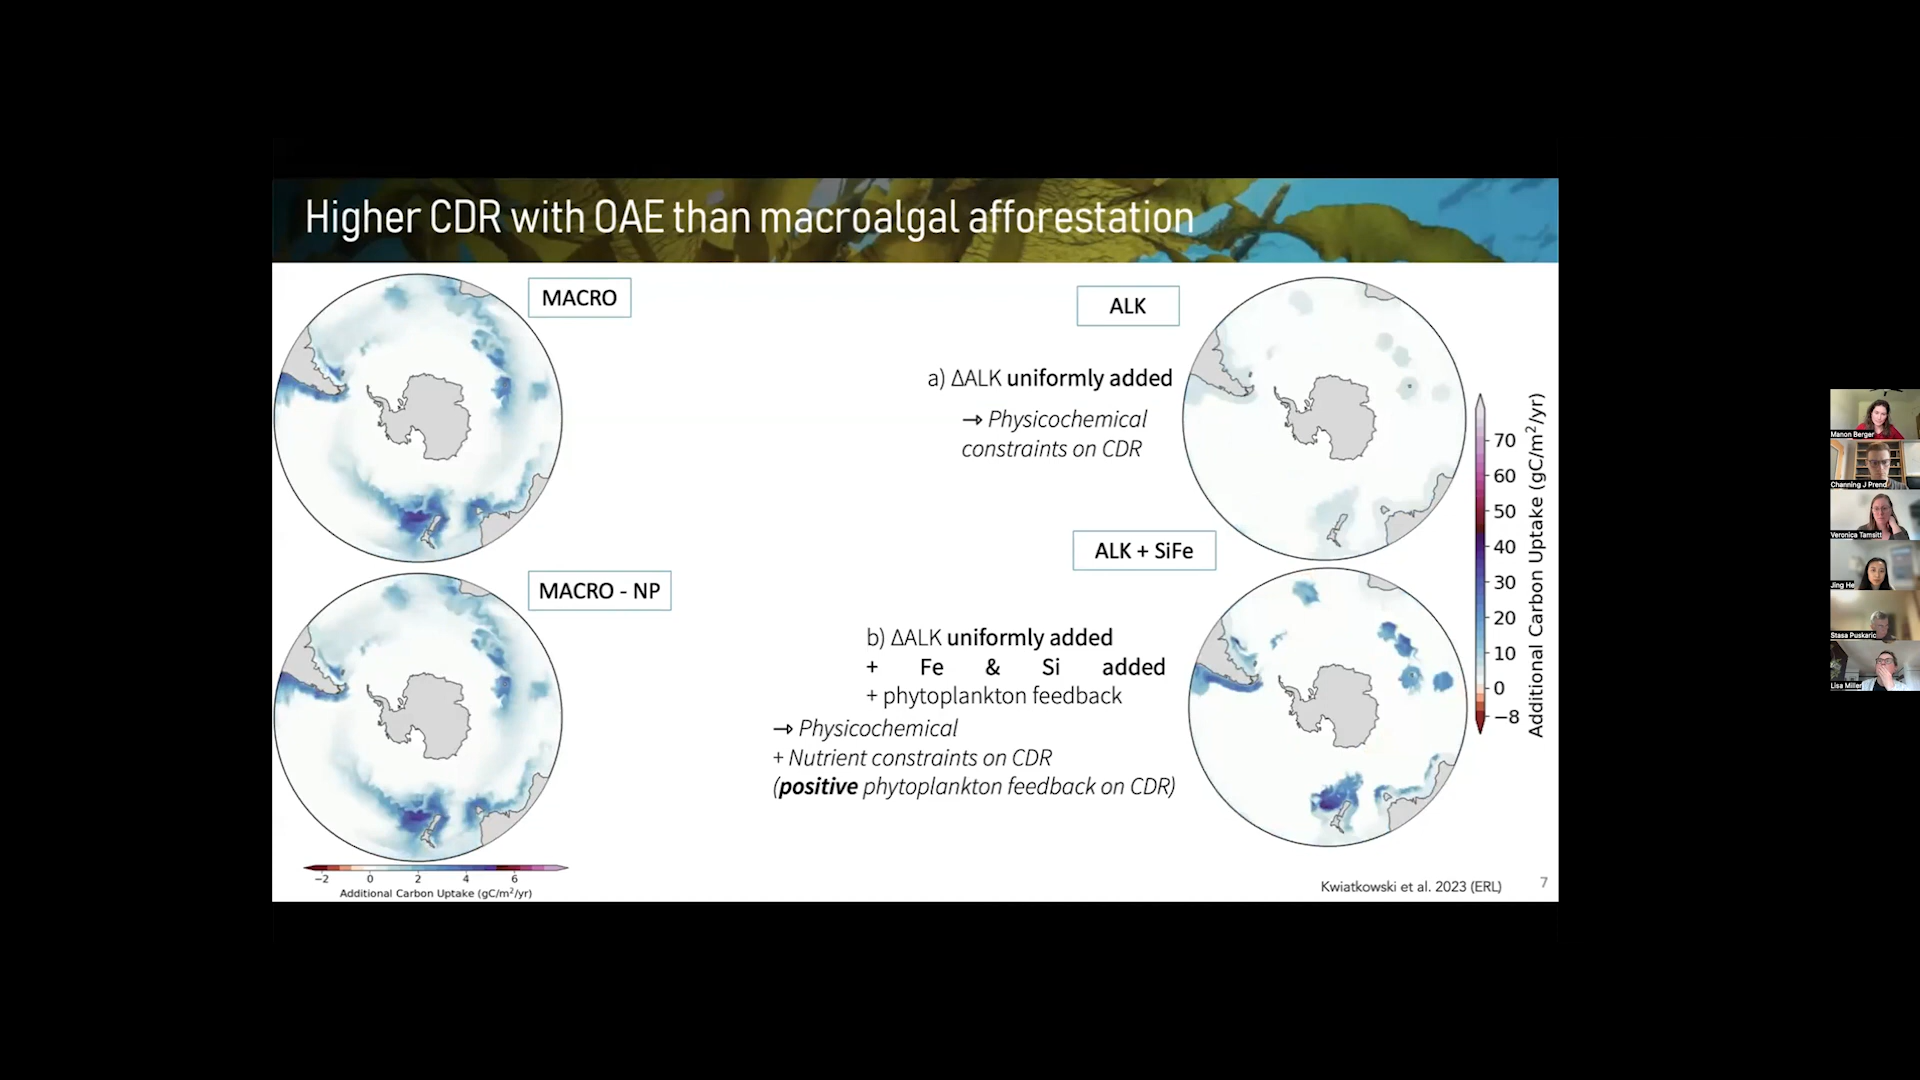 Higher CDR with OAE than macroalgal afforestation
MACRO
MACRO - NP
−2 0 2 4 6
Additional Carbon Uptake (gC/m²/yr)
ALK
a) ΔALK uniformly added
→ Physicochemical
constraints on CDR
ALK + SiFe
b) ΔALK uniformly added
+ Fe & Si added
+ phytoplankton feedback
→ Physicochemical
+ Nutrient constraints on CDR
(positive phytoplankton feedback on CDR)
70
60
50
40
30
20
10
0
−8
Additional Carbon Uptake (gC/m²/yr)
Kwiatkowski et al. 2023 (ERL)
7
Manon Berger
Channing J Prend
Veronica Tamsitt
Jing He
Stasa Puskaric
Lisa Miller